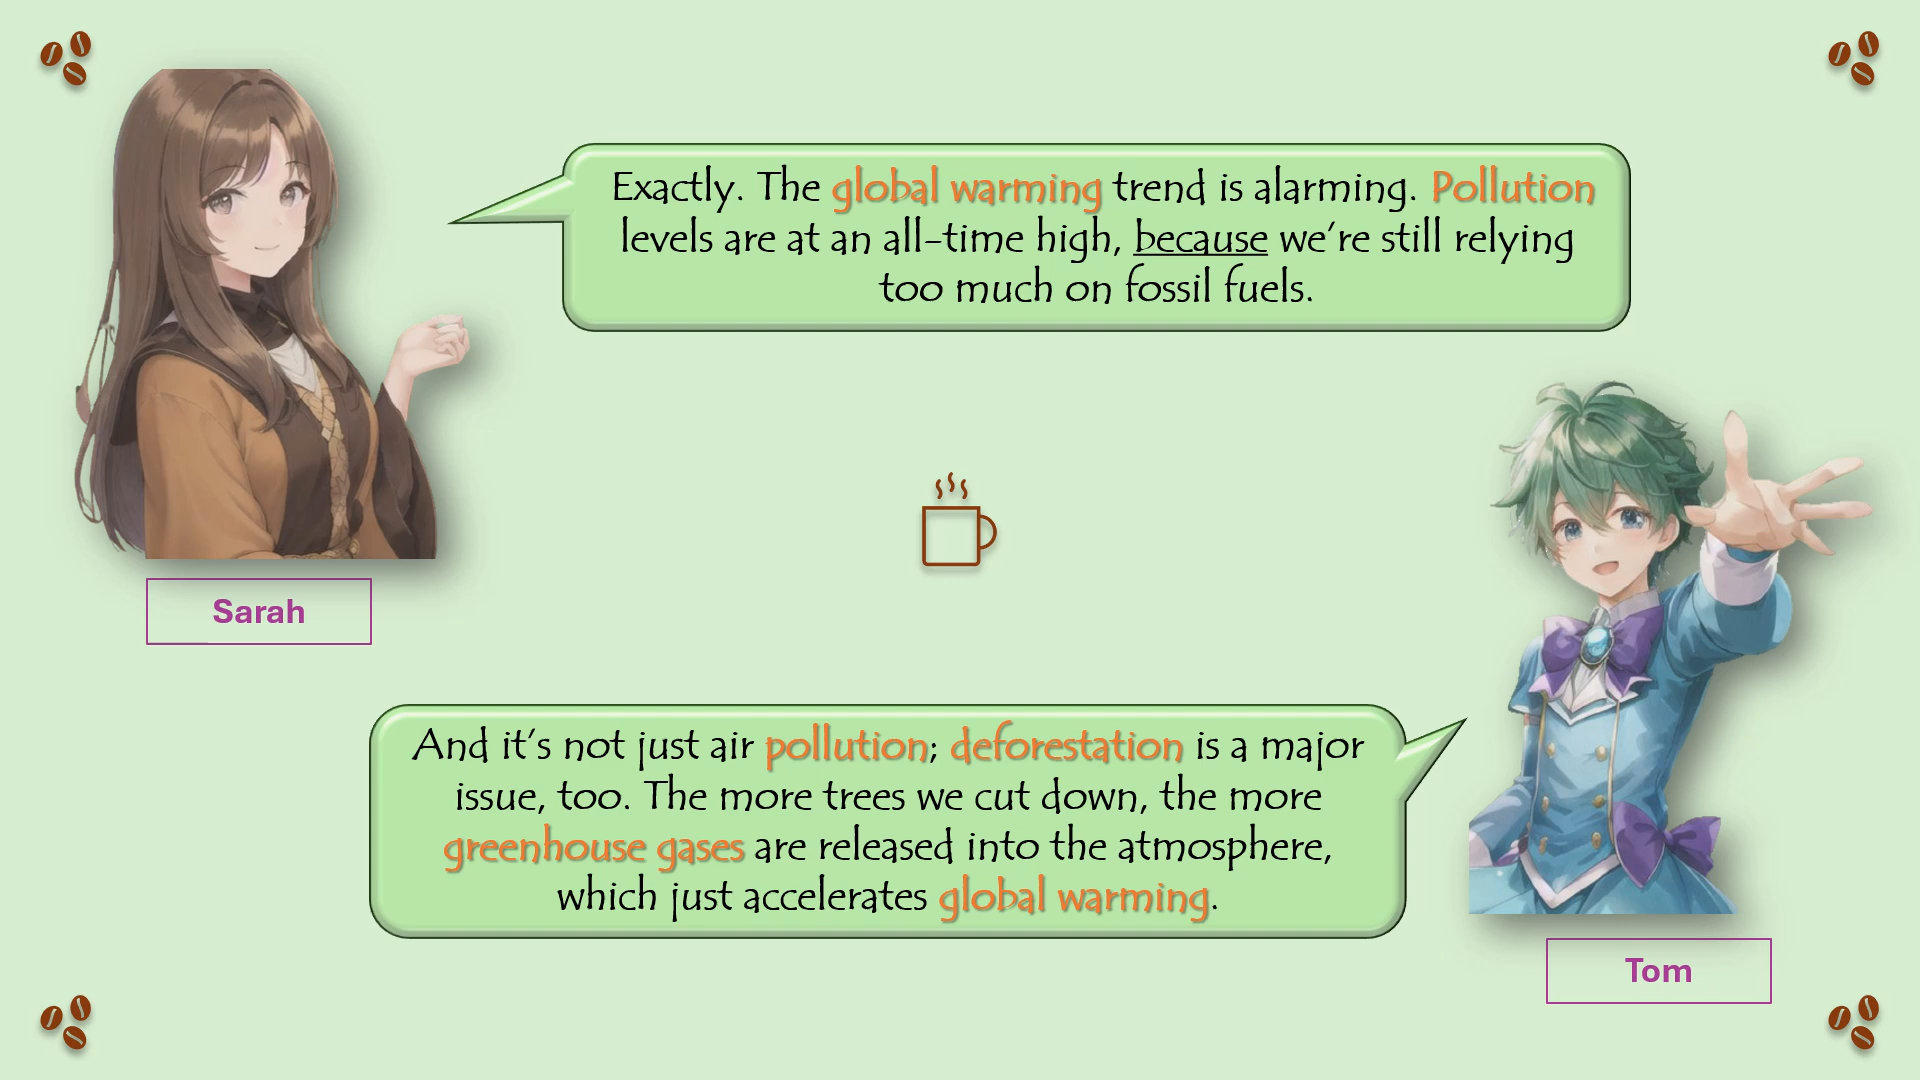 Exactly. The global warming trend is alarming. Pollution
levels are at an all-time high, because we're still relying
too much on fossil fuels.
Sarah
And it's not just air pollution; deforestation is a major
issue, too. The more trees we cut down, the more
greenhouse gases are released into the atmosphere,
which just accelerates global warming.
Tom